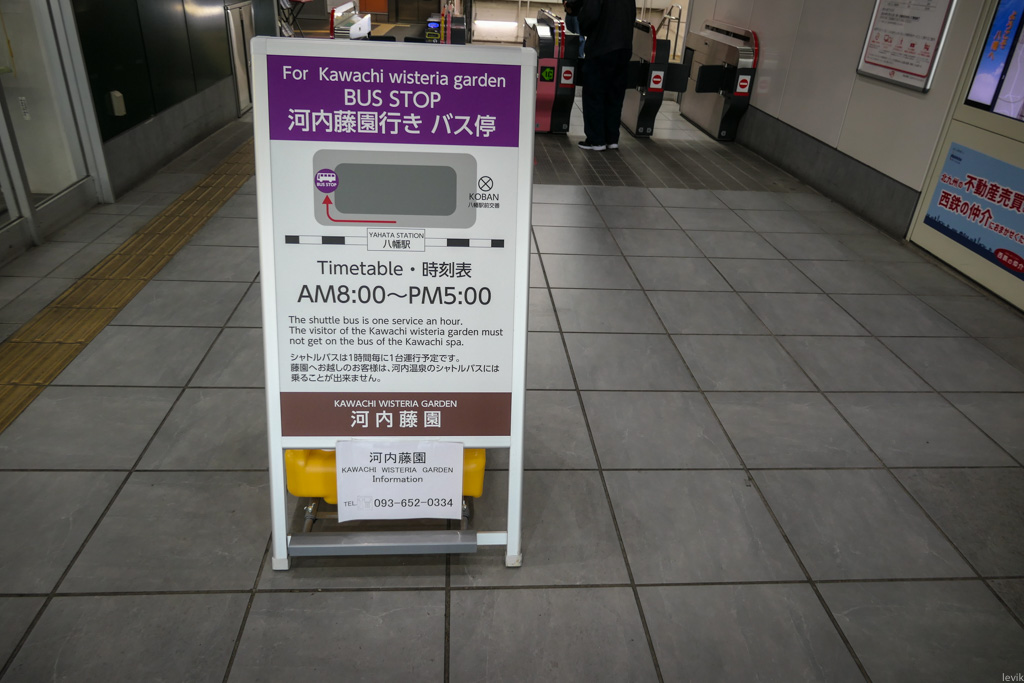 For Kawachi wisteria garden
BUS STOP
河内藤園行き バス停
BUS STOP
KOBAN
八幡駅前交番
YAHATA STATION
八幡駅
Timetable・時刻表
AM8:00～PM5:00
The shuttle bus is one service an hour.
The visitor of the Kawachi wisteria garden must
not get on the bus of the Kawachi spa.
シャトルバスは1時間毎に1台運行予定です。
藤園へお越しのお客様は、河内温泉のシャトルバスには
乗ることが出来ません。
KAWACHI WISTERIA GARDEN
河内藤園
河内藤園
KAWACHI WISTERIA GARDEN
Information
TEL 093-652-0334
北九州の不動産売買
西鉄の仲介
levik